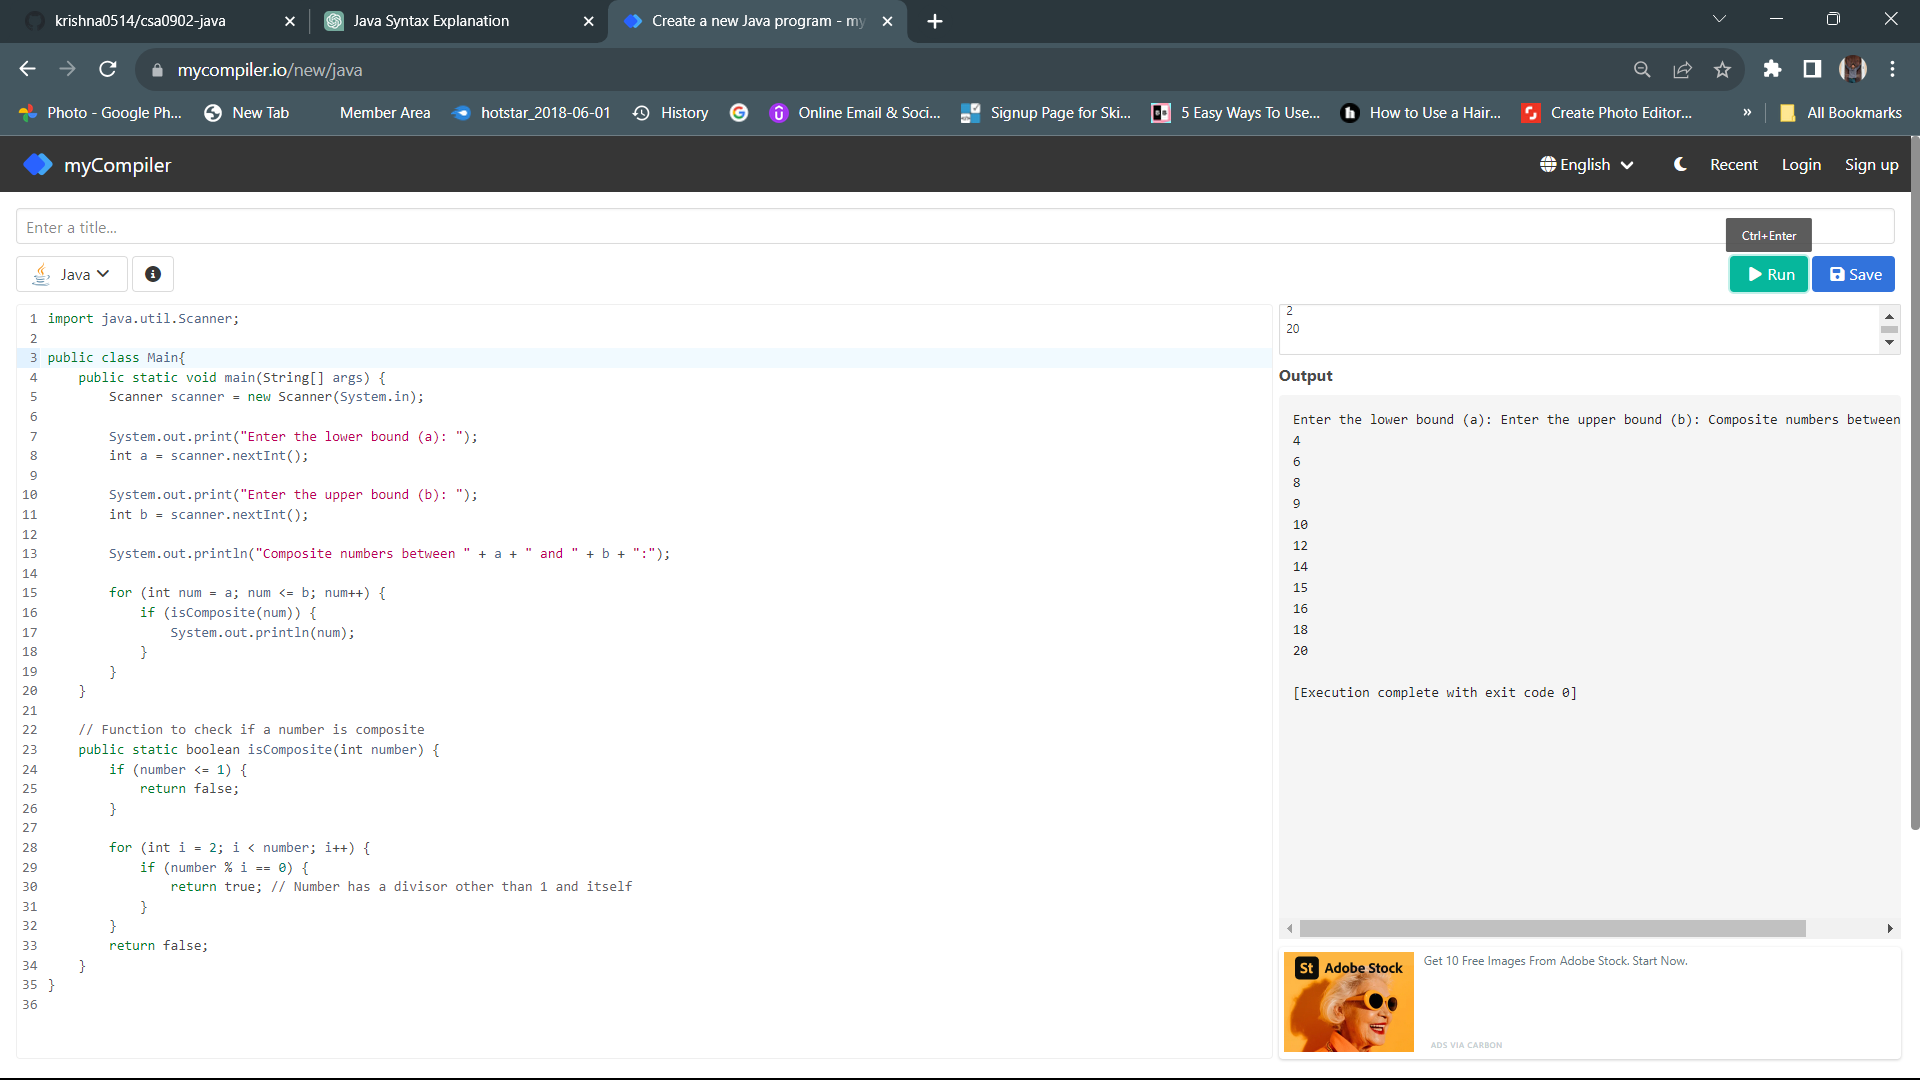 krishna0514/csa0902-java
Java Syntax Explanation
Create a new Java program - my
mycompiler.io/new/java
Photo - Google Ph...
New Tab
Member Area
hotstar_2018-06-01
History
Online Email & Soci...
Signup Page for Ski...
5 Easy Ways To Use...
How to Use a Hair...
Create Photo Editor...
»
All Bookmarks
myCompiler
English
Recent
Login
Sign up
Enter a title...
Ctrl+Enter
Java
Run
Save
1 import java.util.Scanner;
2
3 public class Main{
4     public static void main(String[] args) {
5         Scanner scanner = new Scanner(System.in);
6
7         System.out.print("Enter the lower bound (a): ");
8         int a = scanner.nextInt();
9
10         System.out.print("Enter the upper bound (b): ");
11         int b = scanner.nextInt();
12
13         System.out.println("Composite numbers between " + a + " and " + b + ":");
14
15         for (int num = a; num <= b; num++) {
16             if (isComposite(num)) {
17                 System.out.println(num);
18             }
19         }
20     }
21
22     // Function to check if a number is composite
23     public static boolean isComposite(int number) {
24         if (number <= 1) {
25             return false;
26         }
27
28         for (int i = 2; i < number; i++) {
29             if (number % i == 0) {
30                 return true; // Number has a divisor other than 1 and itself
31             }
32         }
33         return false;
34     }
35 }
36
2
20
Output
Enter the lower bound (a): Enter the upper bound (b): Composite numbers between
4
6
8
9
10
12
14
15
16
18
20
[Execution complete with exit code 0]
St Adobe Stock
Get 10 Free Images From Adobe Stock. Start Now.
ADS VIA CARBON